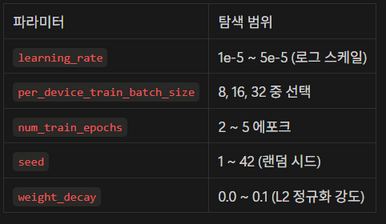 파라미터 탐색 범위
learning_rate 1e-5 ~ 5e-5 (로그 스케일)
per_device_train_batch_size 8, 16, 32 중 선택
num_train_epochs 2 ~ 5 에포크
seed 1 ~ 42 (랜덤 시드)
weight_decay 0.0 ~ 0.1 (L2 정규화 강도)